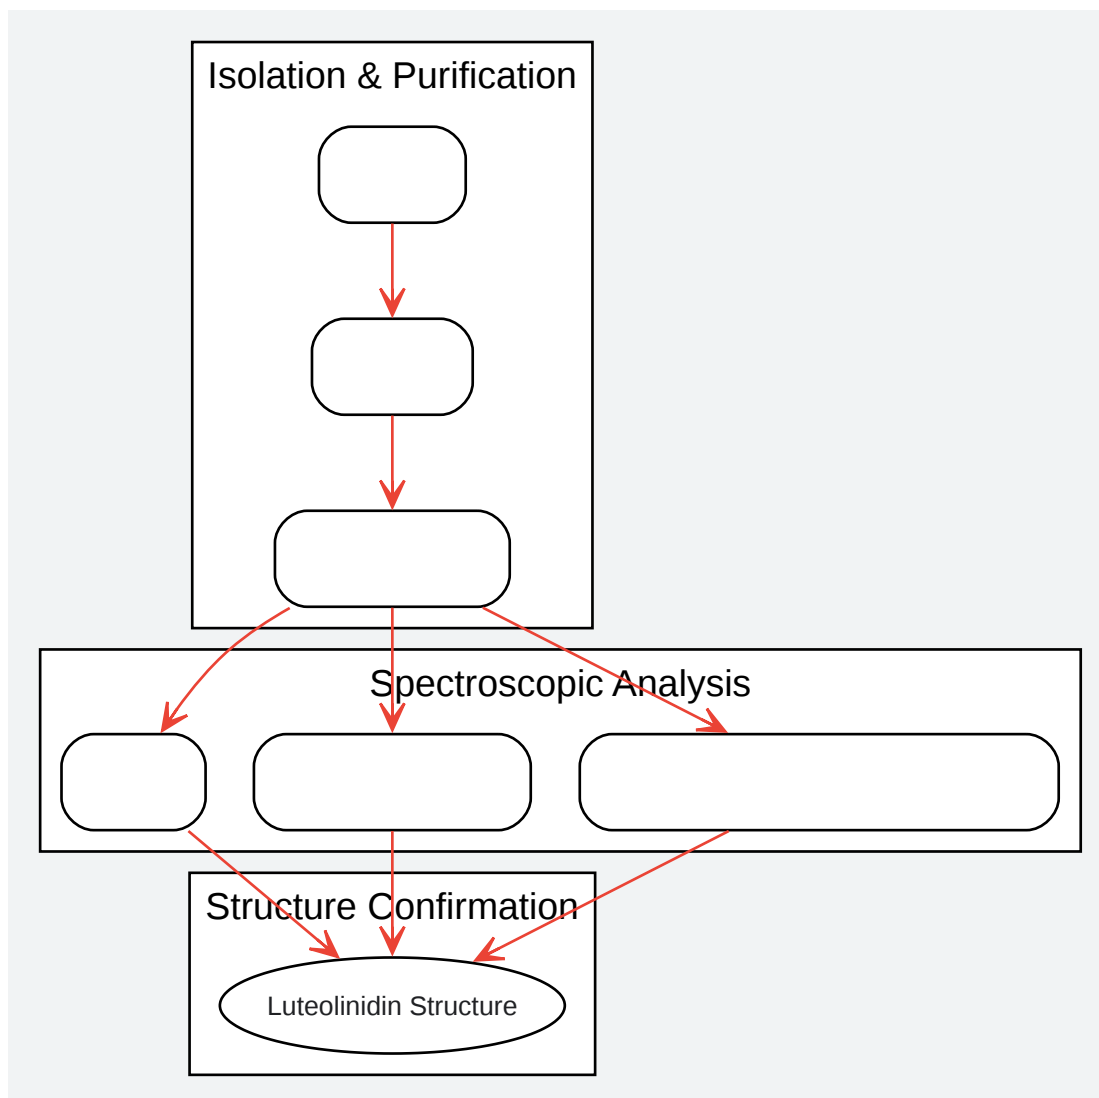 Isolation & Purification
Spectroscopic Analysis
Structure Confirmation
Luteolinidin Structure